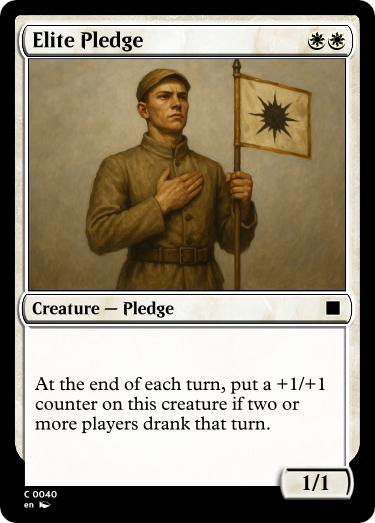 Elite Pledge
Creature — Pledge
At the end of each turn, put a +1/+1
counter on this creature if two or
more players drank that turn.
1/1
C 0040
en